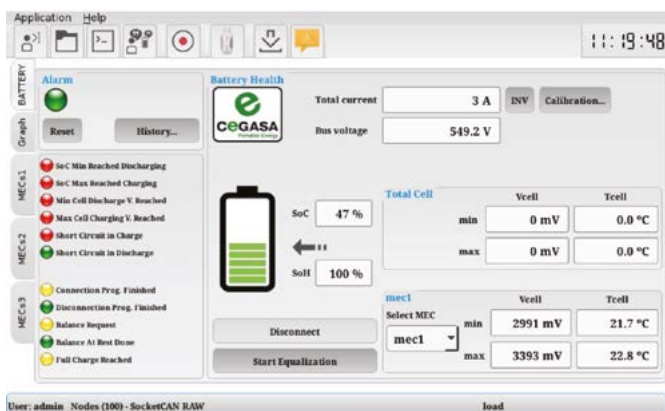 Application Help
11:19:48
BATTERY
Graph
MECs1
MECs2
MECs3
Alarm
Reset
History...
SoC Min Reached Discharging
SoC Max Reached Charging
Min Cell Discharge V. Reached
Max Cell Charging V. Reached
Short Circuit in Charge
Short Circuit in Discharge
Connection Prog. Finished
Disconnection Prog. Finished
Balance Request
Balance At Rest Done
Full Charge Reached
Battery Health
CEGASA
Portable Energy
Total current 3 A INV Calibration...
Bus voltage 549.2 V
SoC 47 %
SoH 100 %
Disconnect
Start Equalization
Total Cell Vcell Tcell
min 0 mV 0.0 °C
max 0 mV 0.0 °C
mec1 Vcell Tcell
Select MEC
mec1
min 2991 mV 21.7 °C
max 3393 mV 22.8 °C
User: admin Nodes (100) - SocketCAN RAW load